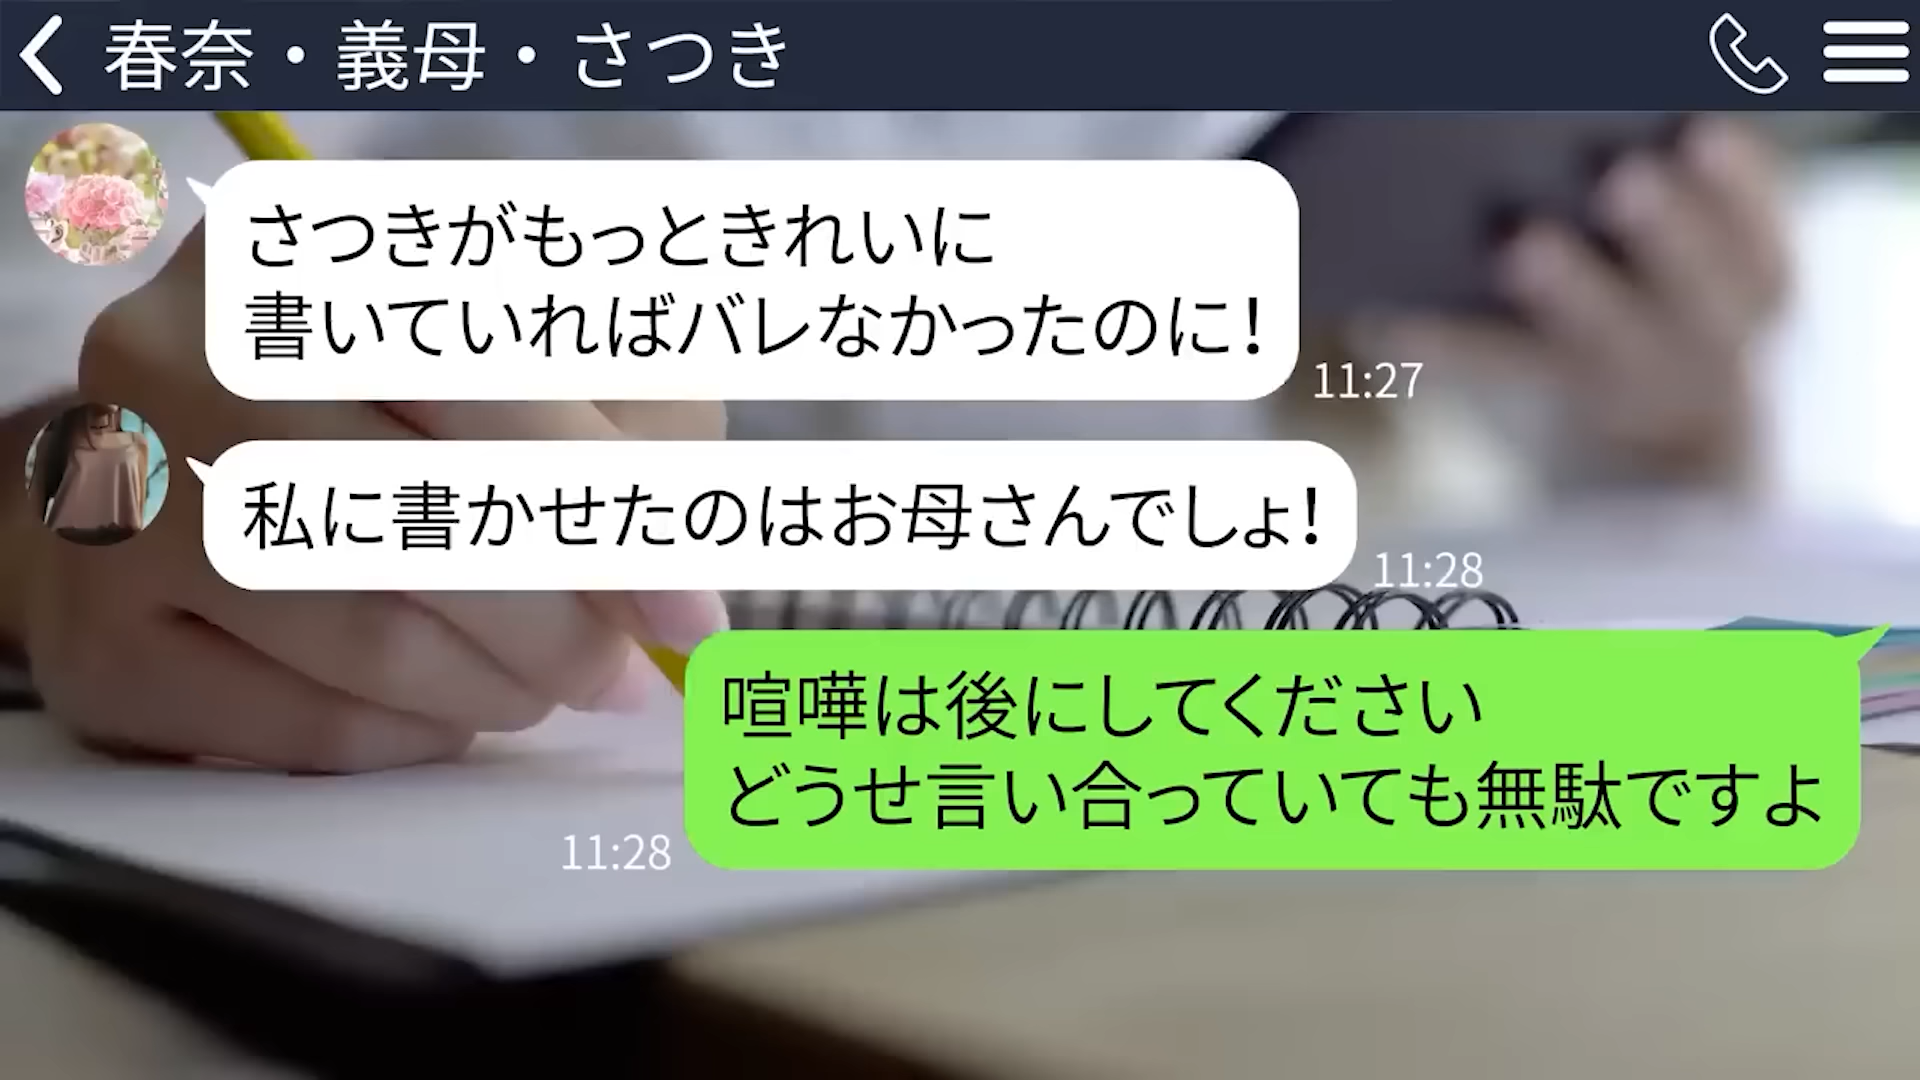 春奈・義母・さつき
さつきがもっときれいに
書いていればバレなかったのに！
11:27
私に書かせたのはお母さんでしょ！
11:28
喧嘩は後にしてください
どうせ言い合っていても無駄ですよ
11:28